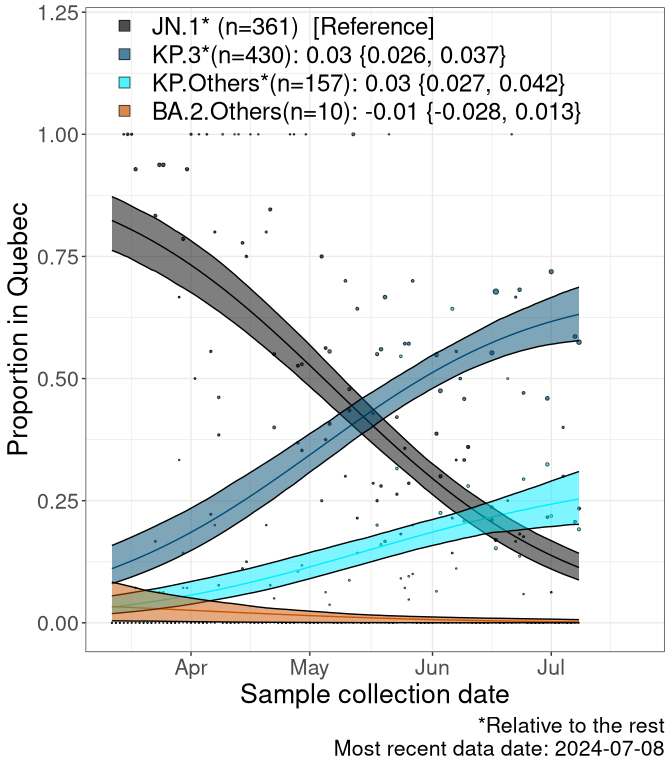 JN.1* (n=361)  [Reference]
KP.3*(n=430): 0.03 {0.026, 0.037}
KP.Others*(n=157): 0.03 {0.027, 0.042}
BA.2.Others(n=10): -0.01 {-0.028, 0.013}
1.25
1.00
0.75
0.50
0.25
0.00
Proportion in Quebec
Apr May Jun Jul
Sample collection date
*Relative to the rest
Most recent data date: 2024-07-08